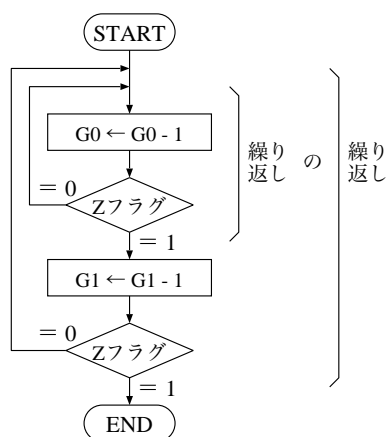 START
G0 ← G0 - 1
= 0
Zフラグ
= 1
G1 ← G1 - 1
= 0
Zフラグ
= 1
END
繰り
返し
の
繰り
返し